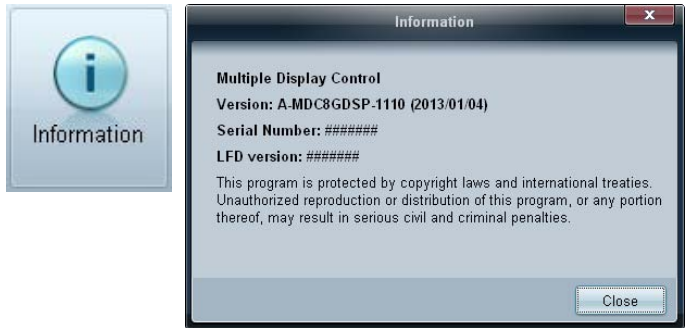 Information
Information
Multiple Display Control
Version: A-MDC8GDSP-1110 (2013/01/04)
Serial Number: #######
LFD version: #######
This program is protected by copyright laws and international treaties.
Unauthorized reproduction or distribution of this program, or any portion
thereof, may result in serious civil and criminal penalties.
Close